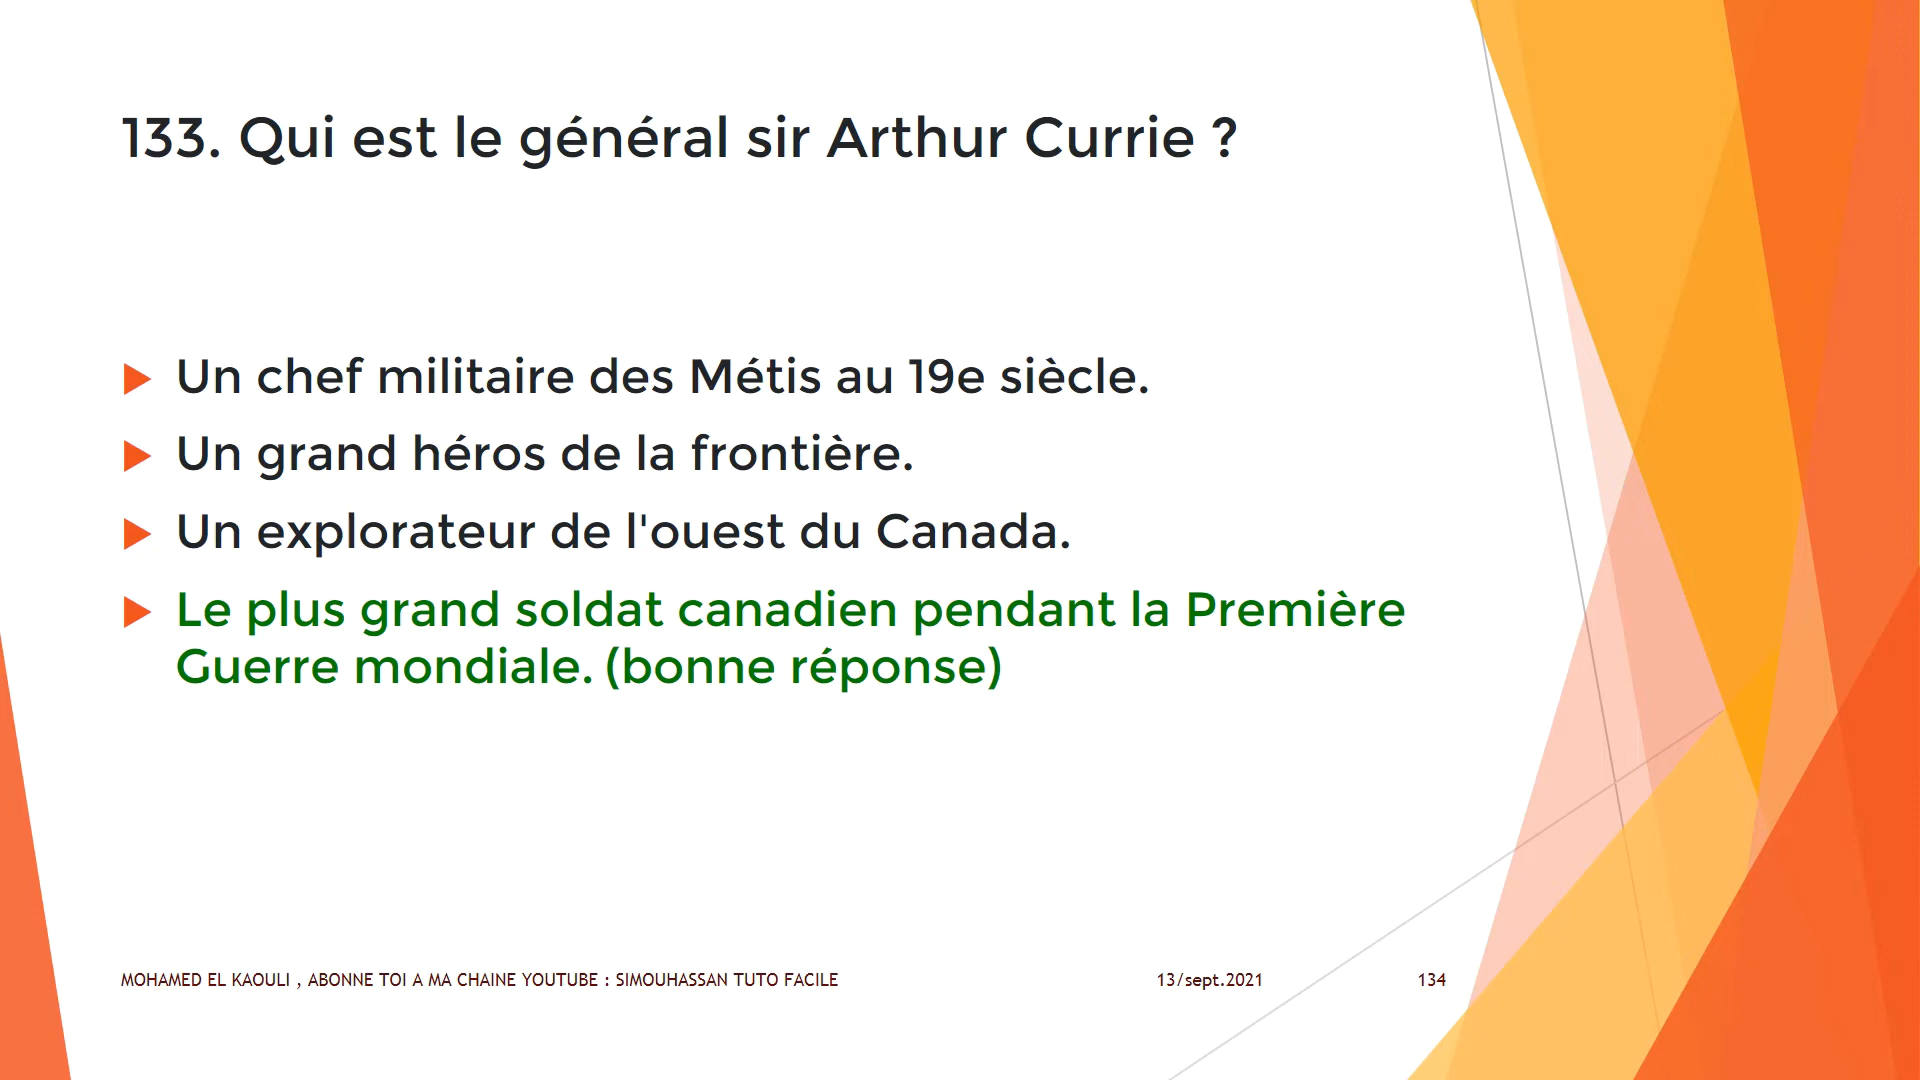 133. Qui est le général sir Arthur Currie ?
Un chef militaire des Métis au 19e siècle.
Un grand héros de la frontière.
Un explorateur de l'ouest du Canada.
Le plus grand soldat canadien pendant la Première
Guerre mondiale. (bonne réponse)
MOHAMED EL KAOULI , ABONNE TOI A MA CHAINE YOUTUBE : SIMOUHASSAN TUTO FACILE 13/sept.2021 134